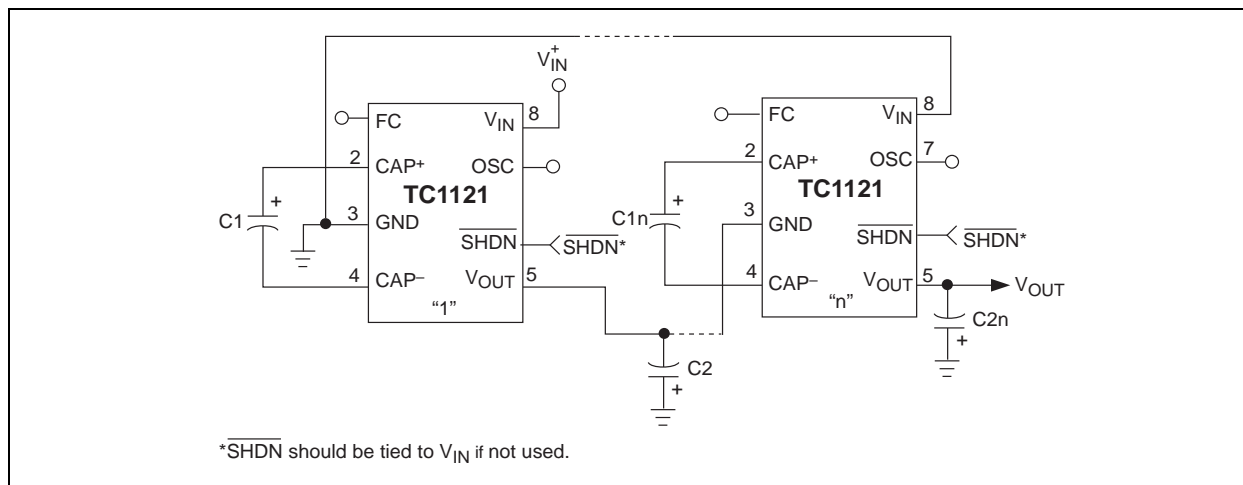 V+IN
FC
VIN
8
2
CAP+
OSC
TC1121
C1
+
3
GND
SHDN
SHDN*
4
CAP–
VOUT
5
“1”
C2
+
FC
VIN
8
2
CAP+
OSC
7
TC1121
C1n
+
3
GND
SHDN
SHDN*
4
CAP–
VOUT
5
“n”
VOUT
C2n
+
*SHDN should be tied to VIN if not used.